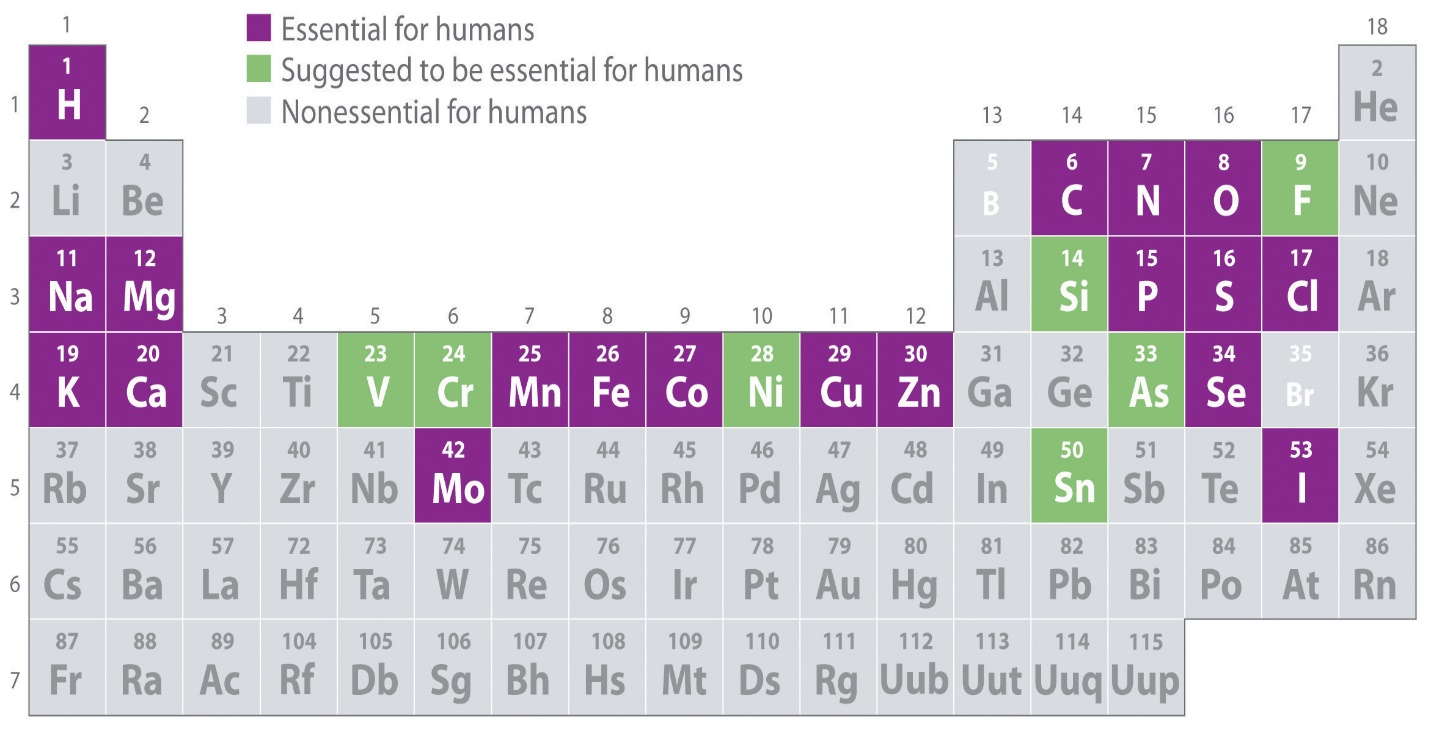 1 18
Essential for humans
Suggested to be essential for humans
Nonessential for humans
1 2
1 H 2 He
2 13 14 15 16 17
3 4 5 6 7 8 9 10
2 Li Be B C N O F Ne
11 12 13 14 15 16 17 18
3 Na Mg Al Si P S Cl Ar
3 4 5 6 7 8 9 10 11 12
19 20 21 22 23 24 25 26 27 28 29 30 31 32 33 34 35 36
4 K Ca Sc Ti V Cr Mn Fe Co Ni Cu Zn Ga Ge As Se Br Kr
37 38 39 40 41 42 43 44 45 46 47 48 49 50 51 52 53 54
5 Rb Sr Y Zr Nb Mo Tc Ru Rh Pd Ag Cd In Sn Sb Te I Xe
55 56 57 72 73 74 75 76 77 78 79 80 81 82 83 84 85 86
6 Cs Ba La Hf Ta W Re Os Ir Pt Au Hg Tl Pb Bi Po At Rn
87 88 89 104 105 106 107 108 109 110 111 112 113 114 115
7 Fr Ra Ac Rf Db Sg Bh Hs Mt Ds Rg Uub Uut Uuq Uup